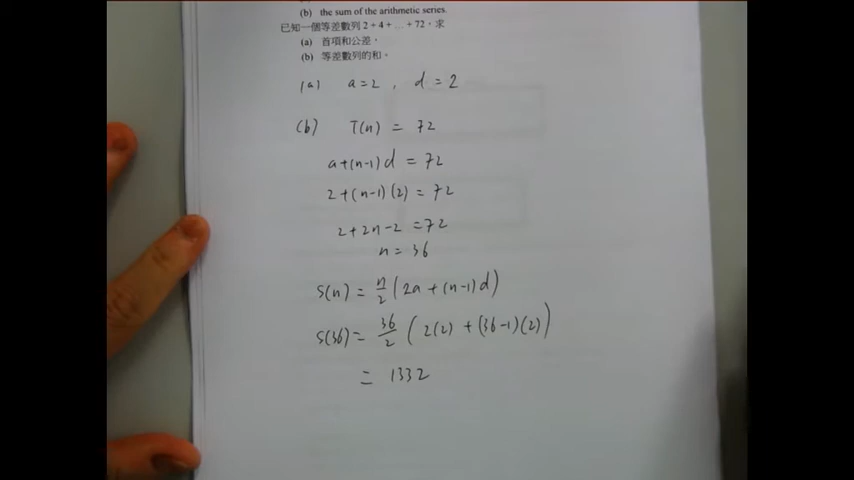 (b) the sum of the arithmetic series.
已知一個等差數列 2 + 4 + … + 72，求
(a) 首項和公差，
(b) 等差數列的和。
(a) a = 2 , d = 2
(b) T(n) = 72
a + (n-1) d = 72
2 + (n-1) (2) = 72
2 + 2n - 2 = 72
n = 36
S(n) = n/2 ( 2a + (n-1) d )
S(36) = 36/2 ( 2(2) + (36-1)(2) )
= 1332